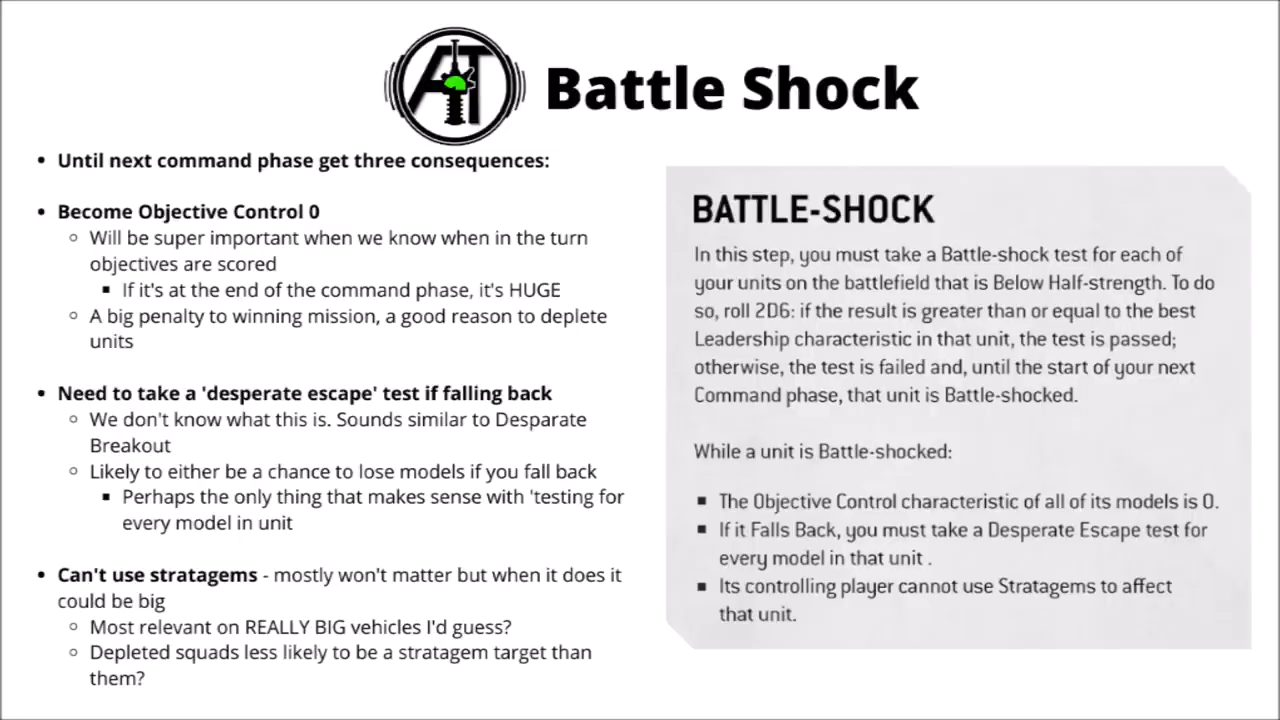 AT
Battle Shock
• Until next command phase get three consequences:
• Become Objective Control 0
○ Will be super important when we know when in the turn
objectives are scored
▪ If it's at the end of the command phase, it's HUGE
○ A big penalty to winning mission, a good reason to deplete
units
• Need to take a 'desperate escape' test if falling back
○ We don't know what this is. Sounds similar to Desparate
Breakout
○ Likely to either be a chance to lose models if you fall back
▪ Perhaps the only thing that makes sense with 'testing for
every model in unit
• Can't use stratagems - mostly won't matter but when it does it
could be big
○ Most relevant on REALLY BIG vehicles I'd guess?
○ Depleted squads less likely to be a stratagem target than
them?
BATTLE-SHOCK
In this step, you must take a Battle-shock test for each of
your units on the battlefield that is Below Half-strength. To do
so, roll 2D6: if the result is greater than or equal to the best
Leadership characteristic in that unit, the test is passed;
otherwise, the test is failed and, until the start of your next
Command phase, that unit is Battle-shocked.
While a unit is Battle-shocked:
▪ The Objective Control characteristic of all of its models is 0.
▪ If it Falls Back, you must take a Desperate Escape test for
every model in that unit .
▪ Its controlling player cannot use Stratagems to affect
that unit.